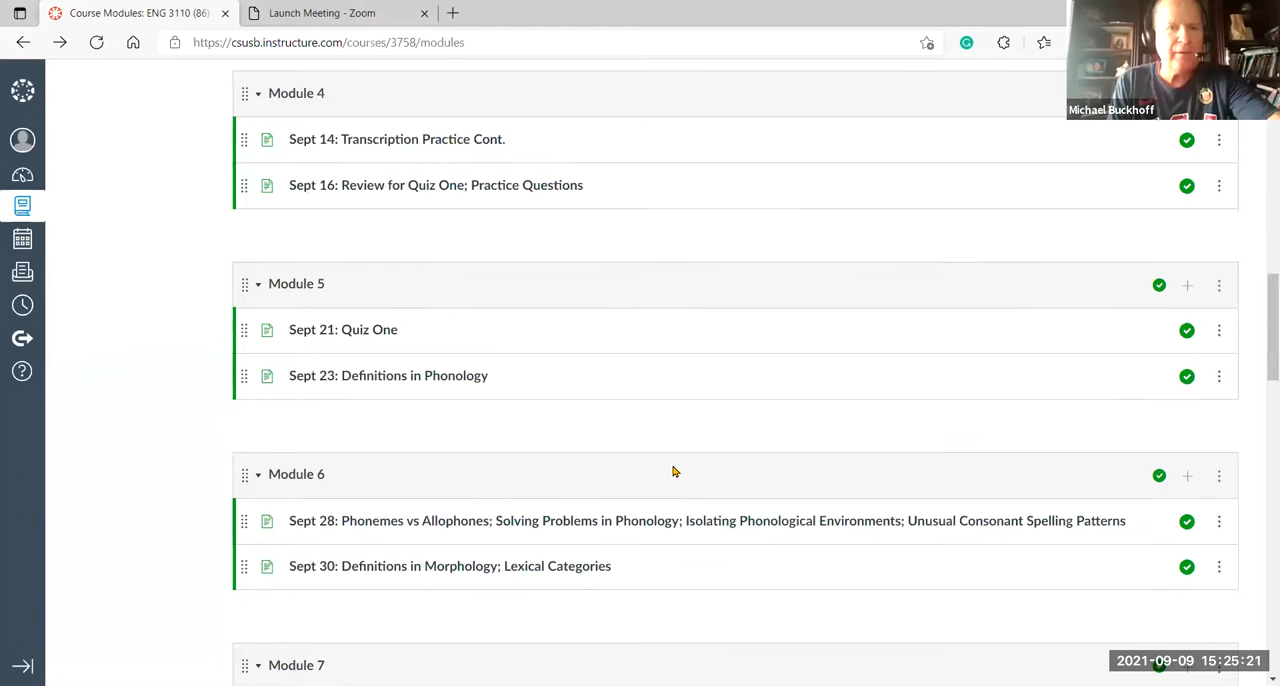 Course Modules: ENG 3110 (86)
Launch Meeting - Zoom
https://csusb.instructure.com/courses/3758/modules
Michael Buckhoff
Module 4
Sept 14: Transcription Practice Cont.
Sept 16: Review for Quiz One; Practice Questions
Module 5
Sept 21: Quiz One
Sept 23: Definitions in Phonology
Module 6
Sept 28: Phonemes vs Allophones; Solving Problems in Phonology; Isolating Phonological Environments; Unusual Consonant Spelling Patterns
Sept 30: Definitions in Morphology; Lexical Categories
Module 7
2021-09-09 15:25:21